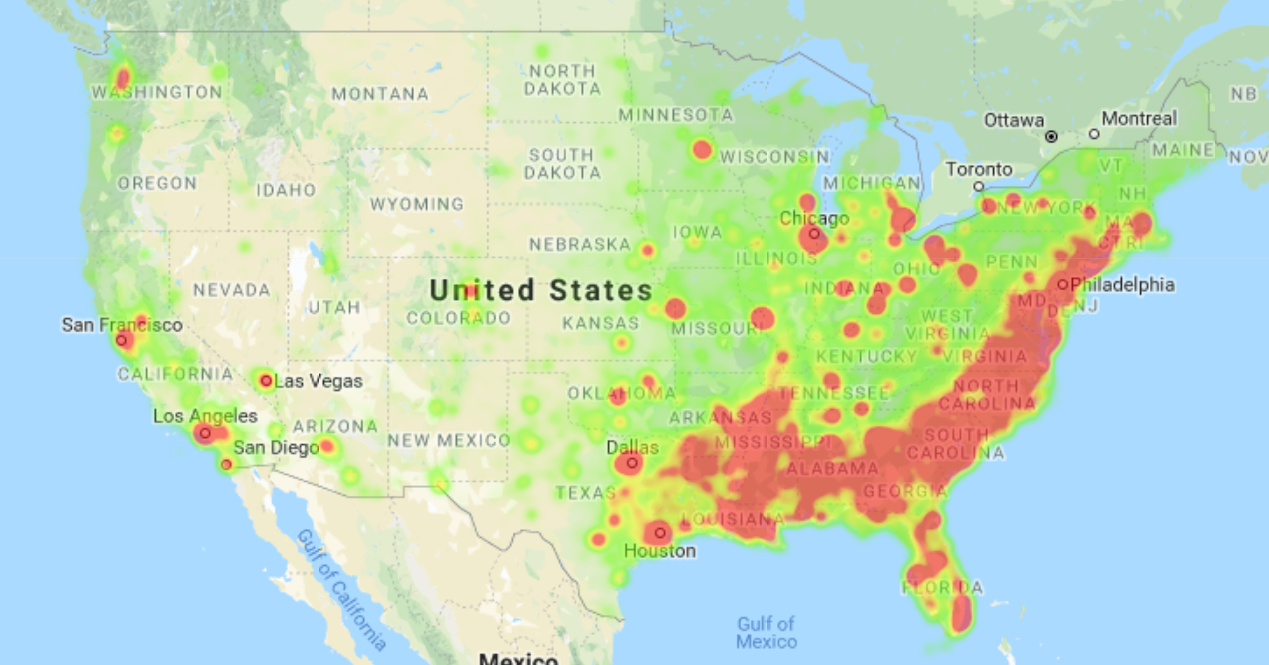 NB
Ottawa
Montreal
WASHINGTON
MONTANA
NORTH
DAKOTA
MINNESOTA
MAINE
NOV
VT
Toronto
OREGON
IDAHO
SOUTH
DAKOTA
WISCONSIN
MICHIGAN
NH
WYOMING
NEW YORK
MA
CT RI
Chicago
IOWA
NEBRASKA
ILLINOIS
OHIO
PENN
NEVADA
United States
INDIANA
Philadelphia
UTAH
COLORADO
KANSAS
MISSOURI
WEST
VIRGINIA
MD
DE
NJ
San Francisco
CALIFORNIA
KENTUCKY
VIRGINIA
Las Vegas
OKLAHOMA
TENNESSEE
NORTH
CAROLINA
Los Angeles
ARIZONA
NEW MEXICO
ARKANSAS
MISSISSIPPI
SOUTH
CAROLINA
San Diego
Dallas
ALABAMA
TEXAS
GEORGIA
LOUISIANA
Houston
Gulf of California
FLORIDA
Gulf of
Mexico
Mexico